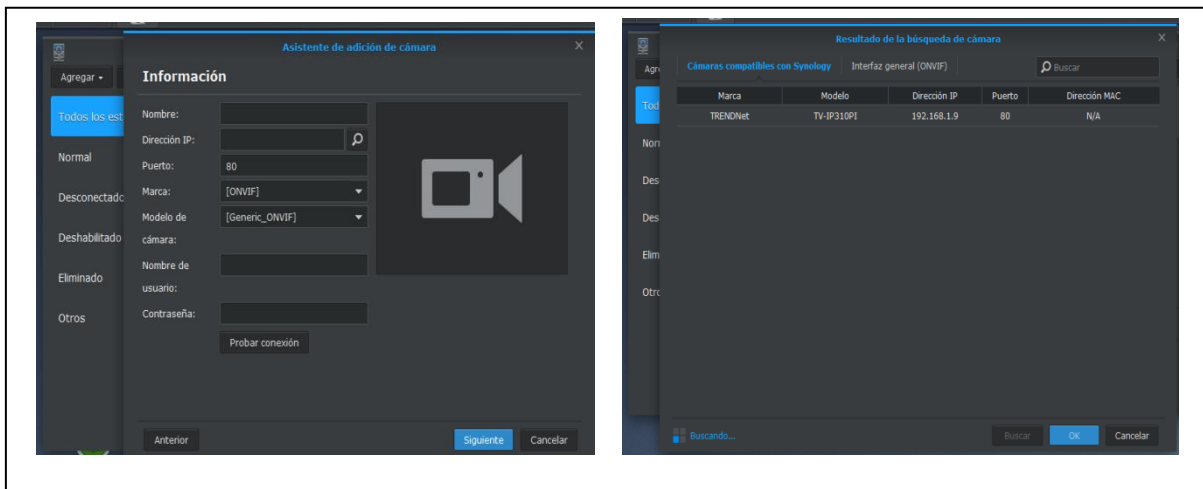 Asistente de adición de cámara
X
Agregar
Información
Todos los est
Normal
Desconectado
Deshabilitado
Eliminado
Otros
Nombre:
Dirección IP:
Puerto: 80
Marca: [ONVIF]
Modelo de cámara: [Generic_ONVIF]
Nombre de usuario:
Contraseña:
Probar conexión
Anterior Siguiente Cancelar
Resultado de la búsqueda de cámara
X
Agr
Cámaras compatibles con Synology Interfaz general (ONVIF) Buscar
Tod
Nor
Des
Des
Elim
Otro
Marca Modelo Dirección IP Puerto Dirección MAC
TRENDNet TV-IP310PI 192.168.1.9 80 N/A
Buscando... Buscar OK Cancelar